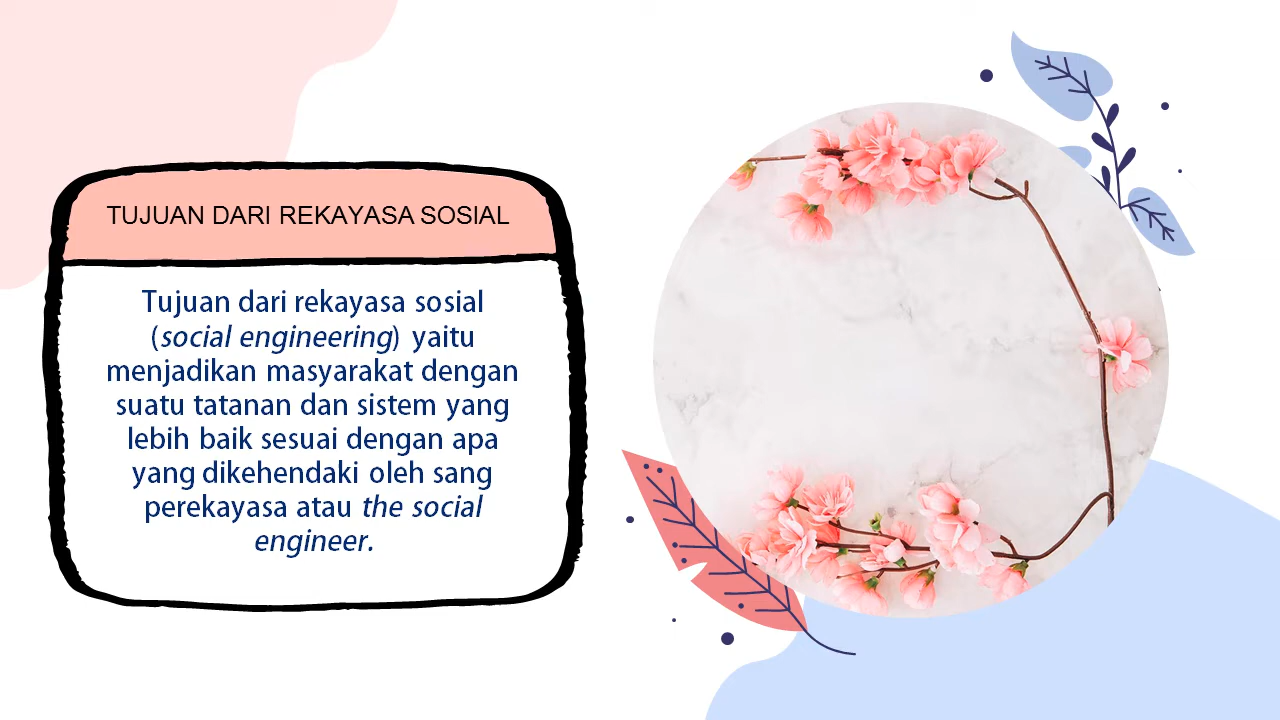 TUJUAN DARI REKAYASA SOSIAL
Tujuan dari rekayasa sosial
(social engineering) yaitu
menjadikan masyarakat dengan
suatu tatanan dan sistem yang
lebih baik sesuai dengan apa
yang dikehendaki oleh sang
perekayasa atau the social
engineer.